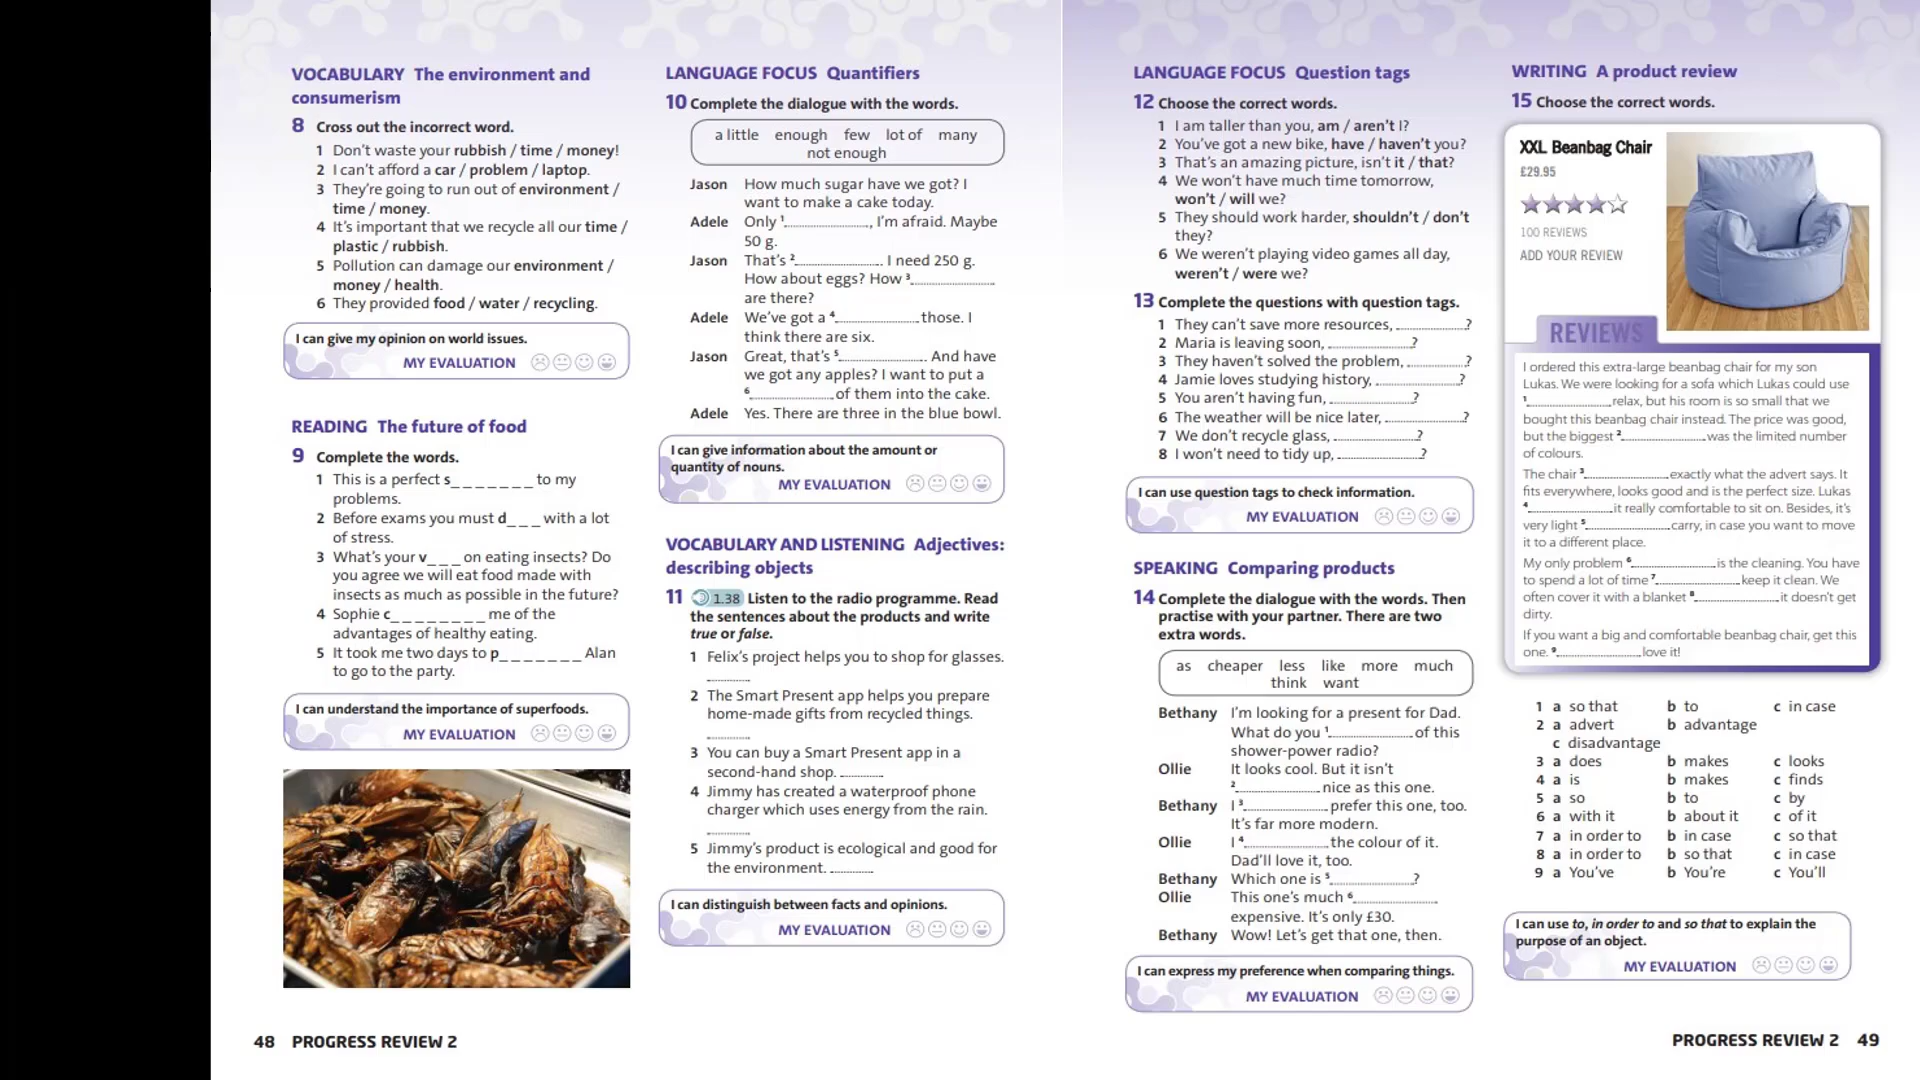 VOCABULARY The environment and
consumerism
8 Cross out the incorrect word.
1 Don't waste your rubbish / time / money!
2 I can't afford a car / problem / laptop.
3 They're going to run out of environment /
time / money.
4 It's important that we recycle all our time /
plastic / rubbish.
5 Pollution can damage our environment /
money / health.
6 They provided food / water / recycling.
I can give my opinion on world issues.
MY EVALUATION
READING The future of food
9 Complete the words.
1 This is a perfect s_ _ _ _ _ _ _ to my
problems.
2 Before exams you must d_ _ _ with a lot
of stress.
3 What's your v_ _ _ on eating insects? Do
you agree we will eat food made with
insects as much as possible in the future?
4 Sophie c_ _ _ _ _ _ _ _ me of the
advantages of healthy eating.
5 It took me two days to p_ _ _ _ _ _ _ Alan
to go to the party.
I can understand the importance of superfoods.
MY EVALUATION
48 PROGRESS REVIEW 2
LANGUAGE FOCUS Quantifiers
10 Complete the dialogue with the words.
a little enough few lot of many
not enough
Jason How much sugar have we got? I
want to make a cake today.
Adele Only 1 ............, I'm afraid. Maybe
50 g.
Jason That's 2 ............. I need 250 g.
How about eggs? How 3 ............
are there?
Adele We've got a 4 ............ those. I
think there are six.
Jason Great, that's 5 ............. And have
we got any apples? I want to put a
6 ............ of them into the cake.
Adele Yes. There are three in the blue bowl.
I can give information about the amount or
quantity of nouns.
MY EVALUATION
VOCABULARY AND LISTENING Adjectives:
describing objects
11 1.38 Listen to the radio programme. Read
the sentences about the products and write
true or false.
1 Felix's project helps you to shop for glasses.
............
2 The Smart Present app helps you prepare
home-made gifts from recycled things.
............
3 You can buy a Smart Present app in a
second-hand shop. ............
4 Jimmy has created a waterproof phone
charger which uses energy from the rain.
............
5 Jimmy's product is ecological and good for
the environment. ............
I can distinguish between facts and opinions.
MY EVALUATION
LANGUAGE FOCUS Question tags
12 Choose the correct words.
1 I am taller than you, am / aren't I?
2 You've got a new bike, have / haven't you?
3 That's an amazing picture, isn't it / that?
4 We won't have much time tomorrow,
won't / will we?
5 They should work harder, shouldn't / don't
they?
6 We weren't playing video games all day,
weren't / were we?
13 Complete the questions with question tags.
1 They can't save more resources, ............?
2 Maria is leaving soon, ............?
3 They haven't solved the problem, ............?
4 Jamie loves studying history, ............?
5 You aren't having fun, ............?
6 The weather will be nice later, ............?
7 We don't recycle glass, ............?
8 I won't need to tidy up, ............?
I can use question tags to check information.
MY EVALUATION
SPEAKING Comparing products
14 Complete the dialogue with the words. Then
practise with your partner. There are two
extra words.
as cheaper less like more much
think want
Bethany I'm looking for a present for Dad.
What do you 1 ............ of this
shower-power radio?
Ollie It looks cool. But it isn't
2 ............ nice as this one.
Bethany I 3 ............ prefer this one, too.
It's far more modern.
Ollie I 4 ............ the colour of it.
Dad'll love it, too.
Bethany Which one is 5 ............?
Ollie This one's much 6 ............
expensive. It's only £30.
Bethany Wow! Let's get that one, then.
I can express my preference when comparing things.
MY EVALUATION
WRITING A product review
15 Choose the correct words.
XXL Beanbag Chair
£29.95
100 REVIEWS
ADD YOUR REVIEW
REVIEWS
I ordered this extra-large beanbag chair for my son
Lukas. We were looking for a sofa which Lukas could use
1 ............ relax, but his room is so small that we
bought this beanbag chair instead. The price was good,
but the biggest 2 ............ was the limited number
of colours.
The chair 3 ............ exactly what the advert says. It
fits everywhere, looks good and is the perfect size. Lukas
4 ............ it really comfortable to sit on. Besides, it's
very light 5 ............ carry, in case you want to move
it to a different place.
My only problem 6 ............ is the cleaning. You have
to spend a lot of time 7 ............ keep it clean. We
often cover it with a blanket 8 ............ it doesn't get
dirty.
If you want a big and comfortable beanbag chair, get this
one. 9 ............ love it!
1 a so that b to c in case
2 a advert b advantage
c disadvantage
3 a does b makes c looks
4 a is b makes c finds
5 a so b to c by
6 a with it b about it c of it
7 a in order to b in case c so that
8 a in order to b so that c in case
9 a You've b You're c You'll
I can use to, in order to and so that to explain the
purpose of an object.
MY EVALUATION
PROGRESS REVIEW 2 49